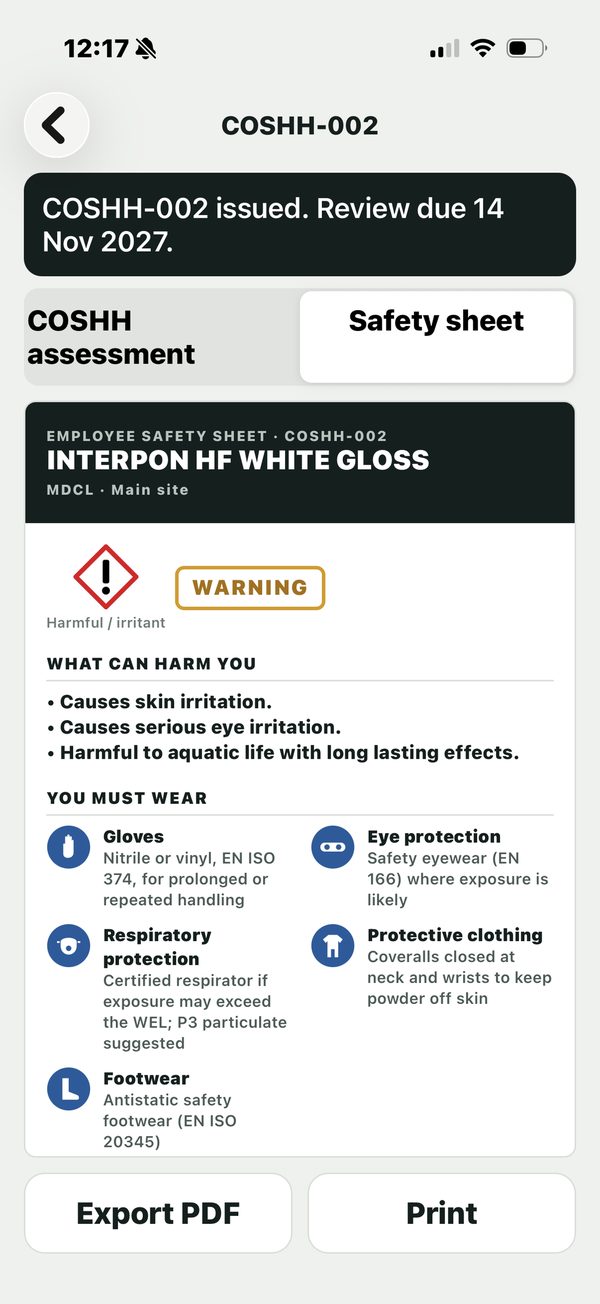 12:17
COSHH-002
COSHH-002 issued. Review due 14
Nov 2027.
COSHH
assessment
Safety sheet
EMPLOYEE SAFETY SHEET · COSHH-002
INTERPON HF WHITE GLOSS
MDCL · Main site
WARNING
Harmful / irritant
WHAT CAN HARM YOU
• Causes skin irritation.
• Causes serious eye irritation.
• Harmful to aquatic life with long lasting effects.
YOU MUST WEAR
Gloves
Nitrile or vinyl, EN ISO
374, for prolonged or
repeated handling
Eye protection
Safety eyewear (EN
166) where exposure is
likely
Respiratory
protection
Certified respirator if
exposure may exceed
the WEL; P3 particulate
suggested
Protective clothing
Coveralls closed at
neck and wrists to keep
powder off skin
Footwear
Antistatic safety
footwear (EN ISO
20345)
Export PDF
Print